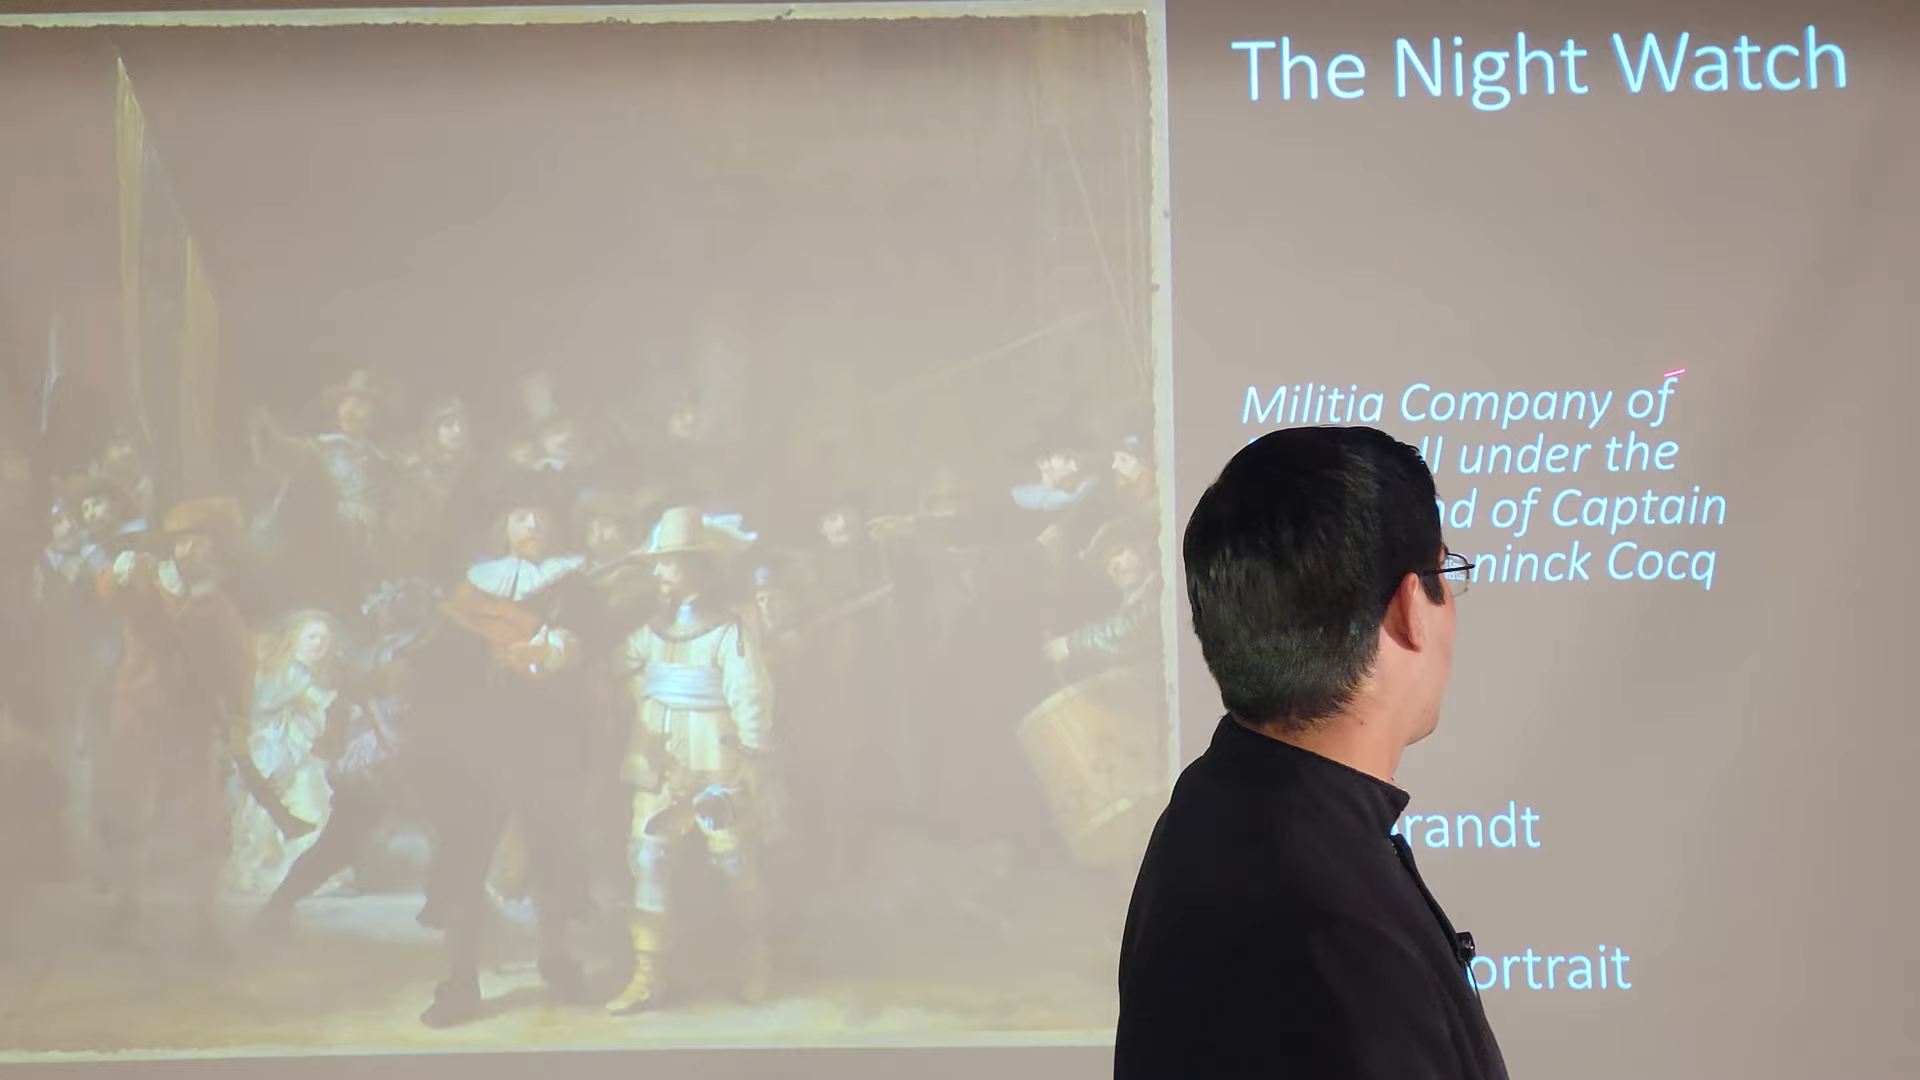 The Night Watch
Militia Company of
ll under the
nd of Captain
ninck Cocq
randt
ortrait